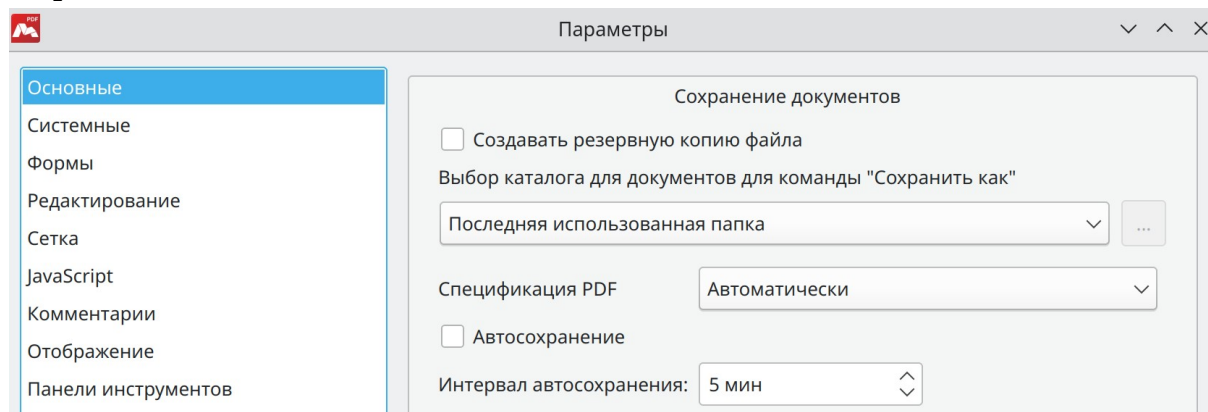 PDF
Параметры
Основные
Системные
Формы
Редактирование
Сетка
JavaScript
Комментарии
Отображение
Панели инструментов
Сохранение документов
Создавать резервную копию файла
Выбор каталога для документов для команды "Сохранить как"
Последняя использованная папка
...
Спецификация PDF Автоматически
Автосохранение
Интервал автосохранения: 5 мин